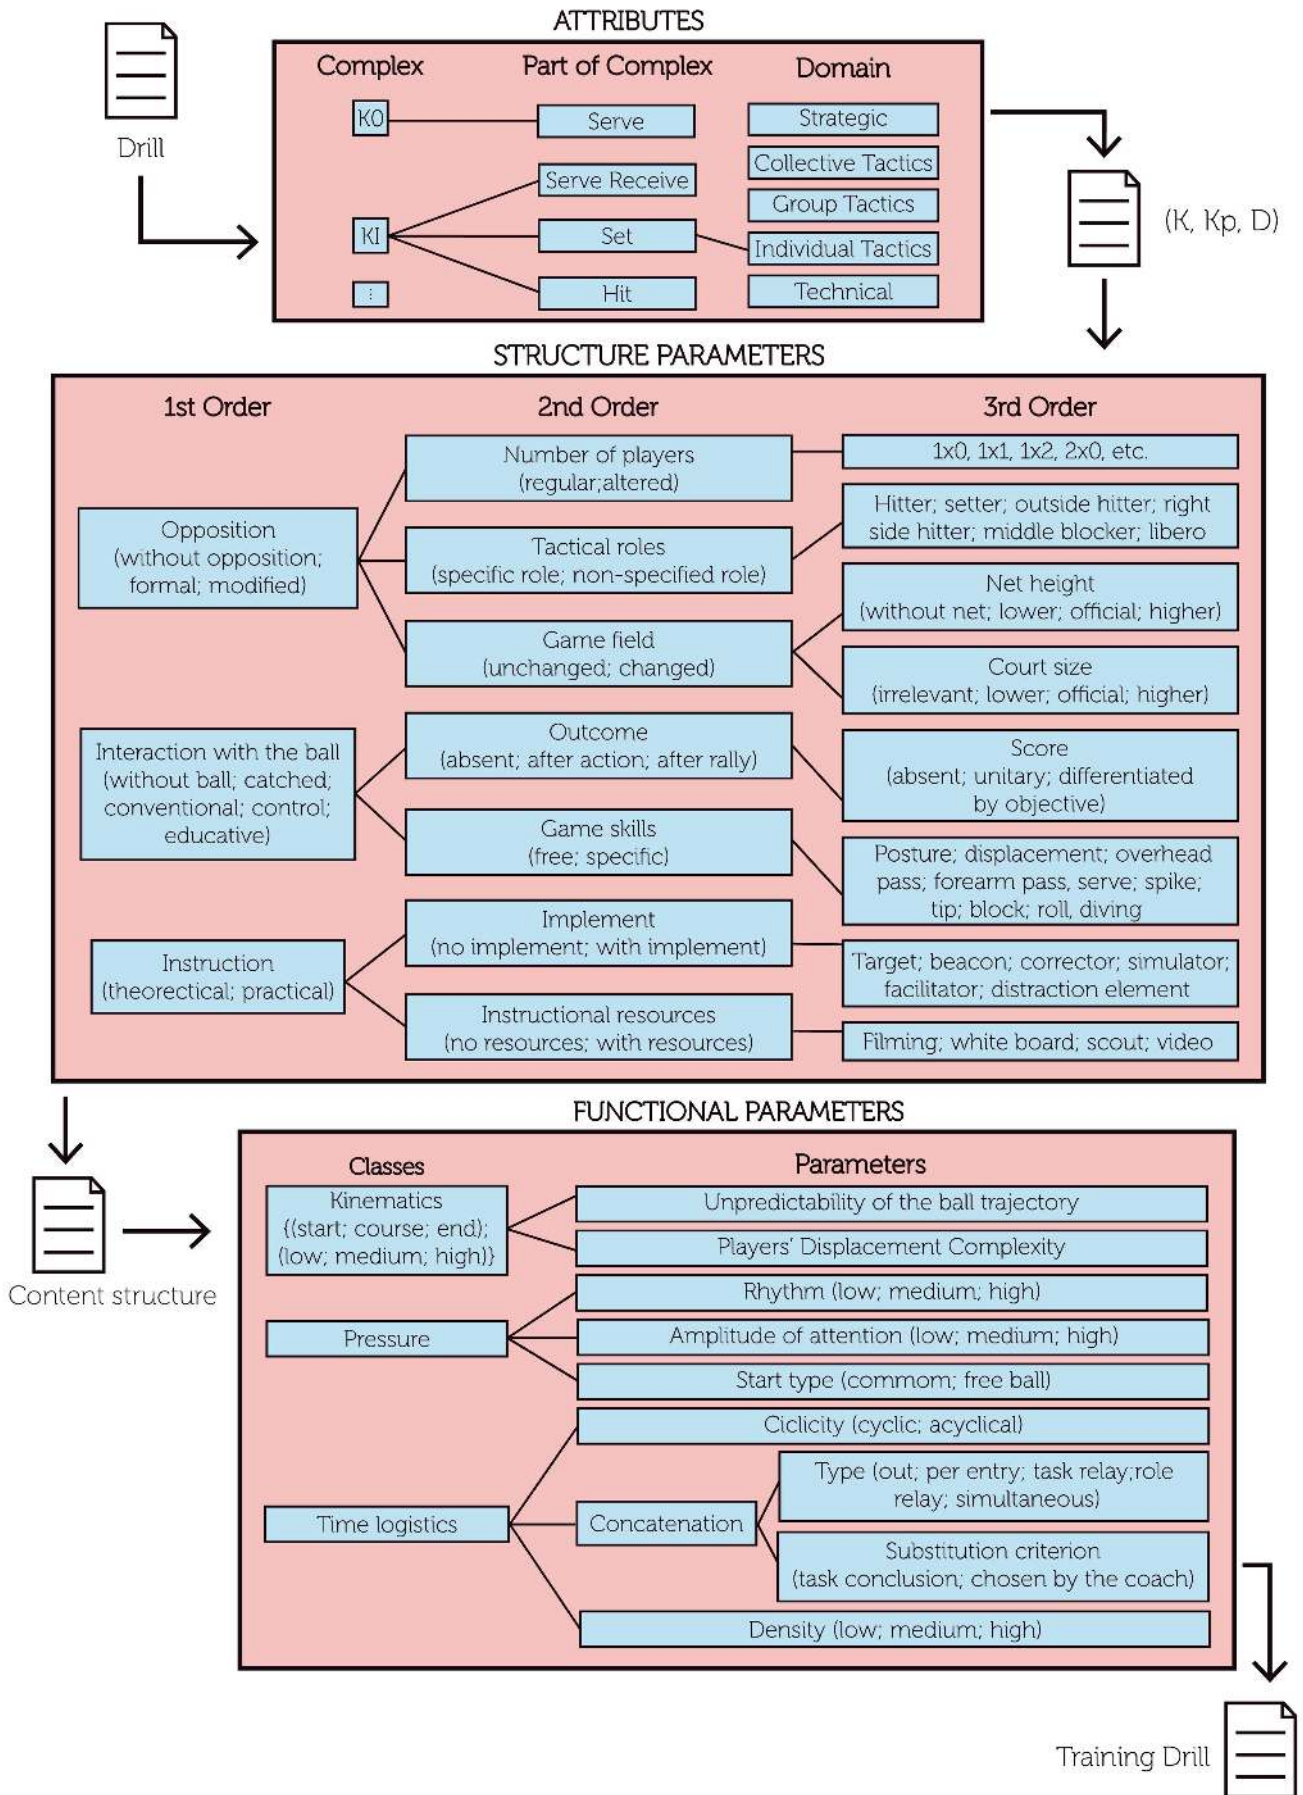 ATTRIBUTES
Complex
Part of Complex
Domain
Drill
KO
Serve
Strategic
Collective Tactics
Serve Receive
Group Tactics
(K, Kp, D)
KI
Set
Individual Tactics
⋮
Hit
Technical
STRUCTURE PARAMETERS
1st Order
2nd Order
3rd Order
Opposition
(without opposition;
formal; modified)
Number of players
(regular;altered)
1x0, 1x1, 1x2, 2x0, etc.
Tactical roles
(specific role; non-specified role)
Hitter; setter; outside hitter; right
side hitter; middle blocker; libero
Game field
(unchanged; changed)
Net height
(without net; lower; official; higher)
Court size
(irrelevant; lower; official; higher)
Interaction with the ball
(without ball; catched;
conventional; control;
educative)
Outcome
(absent; after action; after rally)
Score
(absent; unitary; differentiated
by objective)
Game skills
(free; specific)
Posture; displacement; overhead
pass; forearm pass, serve; spike;
tip; block; roll, diving
Instruction
(theorectical; practical)
Implement
(no implement; with implement)
Target; beacon; corrector; simulator;
facilitator; distraction element
Instructional resources
(no resources; with resources)
Filming; white board; scout; video
FUNCTIONAL PARAMETERS
Classes
Parameters
Content structure
Kinematics
{(start; course; end);
(low; medium; high)}
Unpredictability of the ball trajectory
Players' Displacement Complexity
Pressure
Rhythm (low; medium; high)
Amplitude of attention (low; medium; high)
Start type (commom; free ball)
Time logistics
Ciclicity (cyclic; acyclical)
Concatenation
Type (out; per entry; task relay;role
relay; simultaneous)
Substitution criterion
(task conclusion; chosen by the coach)
Density (low; medium; high)
Training Drill